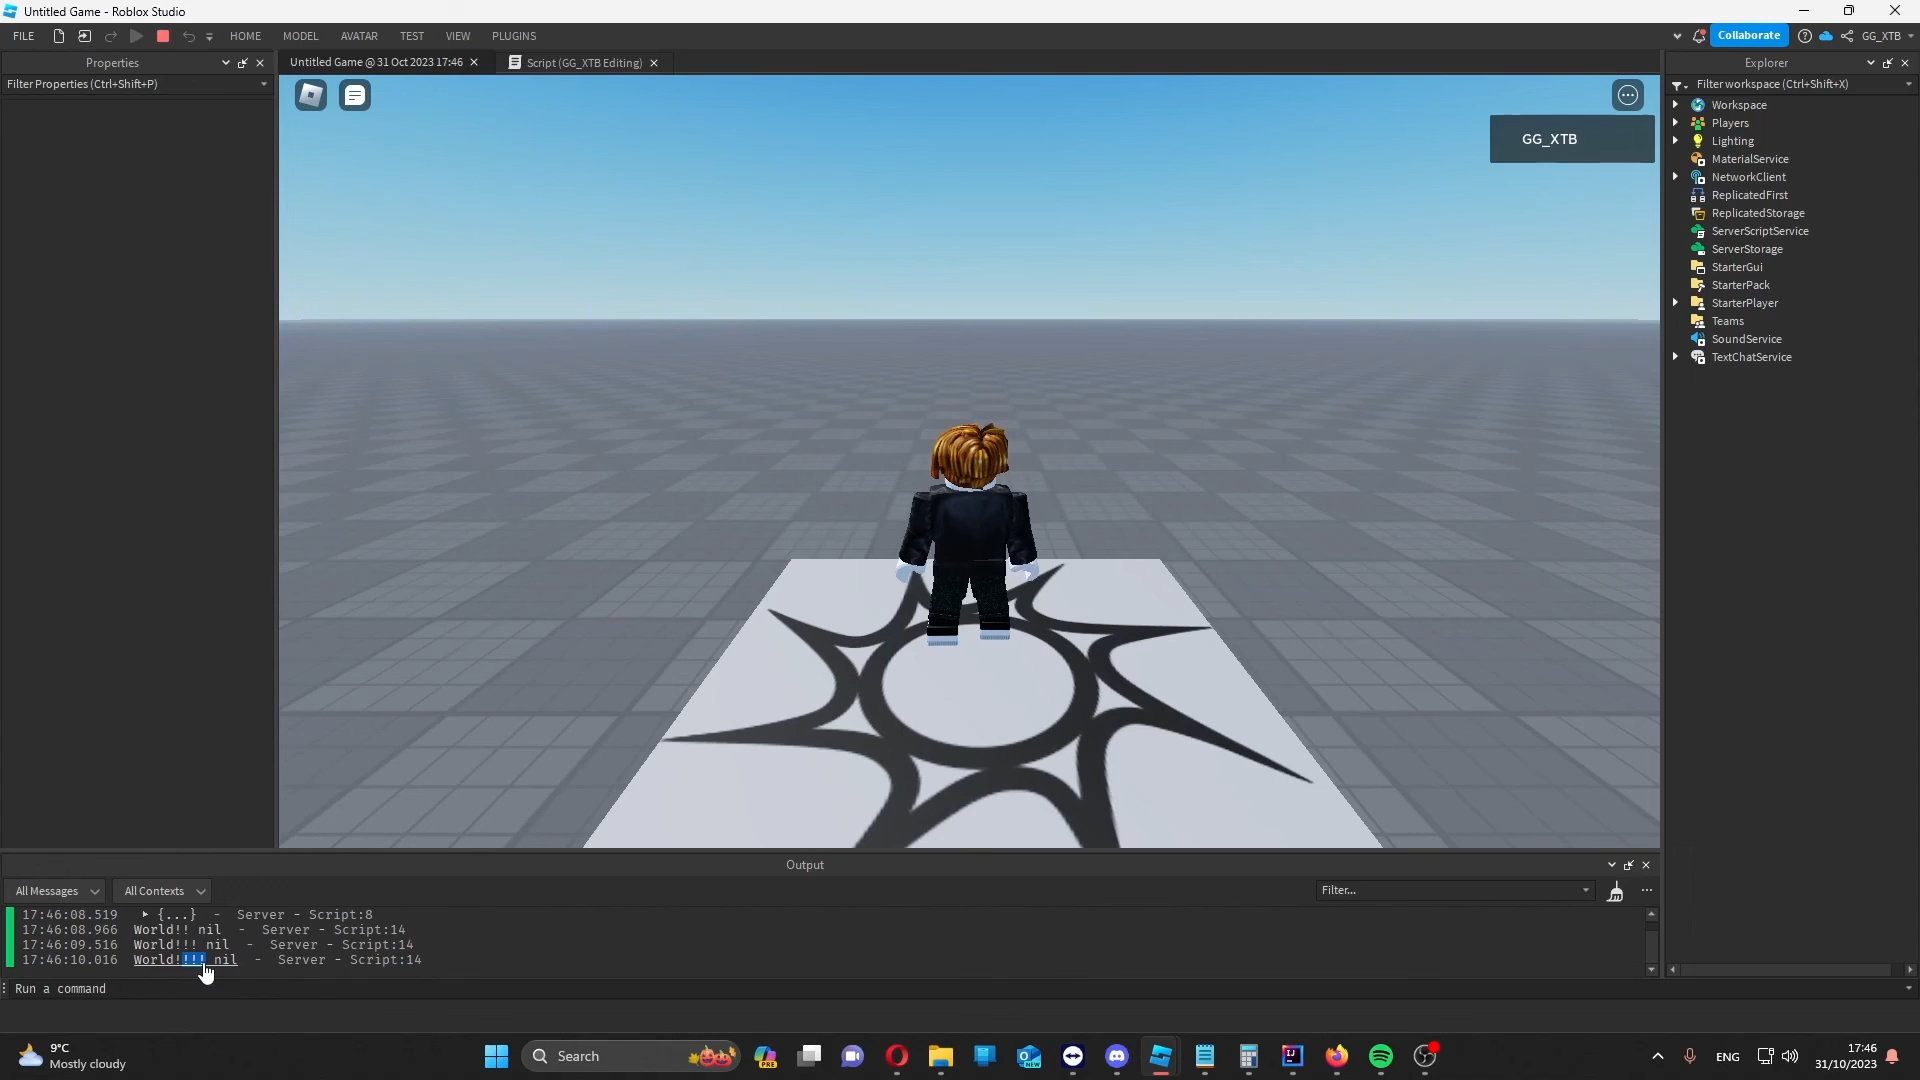 Untitled Game - Roblox Studio
FILE HOME MODEL AVATAR TEST VIEW PLUGINS Collaborate GG_XTB
Properties
Filter Properties (Ctrl+Shift+P)
Untitled Game @ 31 Oct 2023 17:46
Script (GG_XTB Editing)
GG_XTB
Explorer
Filter workspace (Ctrl+Shift+X)
Workspace
Players
Lighting
MaterialService
NetworkClient
ReplicatedFirst
ReplicatedStorage
ServerScriptService
ServerStorage
StarterGui
StarterPack
StarterPlayer
Teams
SoundService
TextChatService
Output
All Messages All Contexts Filter...
17:46:08.519 ▸ {...} - Server - Script:8
17:46:08.966 World!! nil - Server - Script:14
17:46:09.516 World!!! nil - Server - Script:14
17:46:10.016 World!!!! nil - Server - Script:14
Run a command
9°C
Mostly cloudy
Search
PRE
NEW
ENG
17:46
31/10/2023